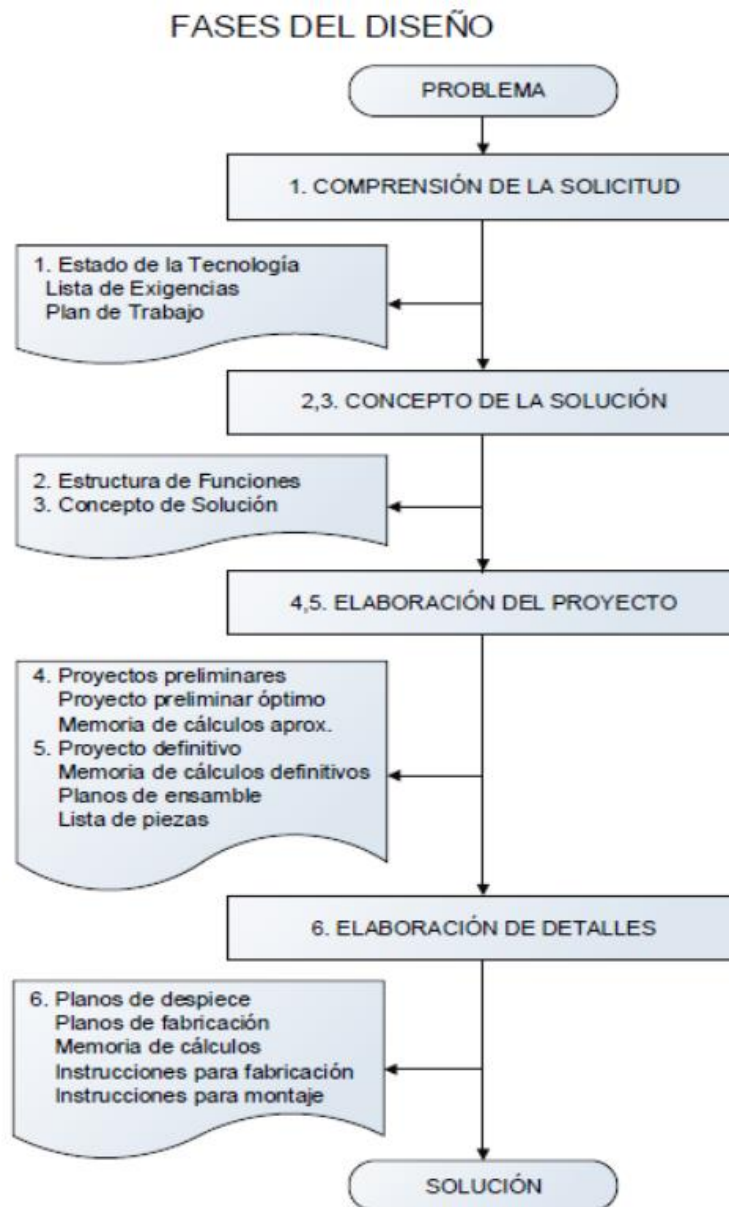 FASES DEL DISEÑO
PROBLEMA
1. COMPRENSIÓN DE LA SOLICITUD
1. Estado de la Tecnología
Lista de Exigencias
Plan de Trabajo
2,3. CONCEPTO DE LA SOLUCIÓN
2. Estructura de Funciones
3. Concepto de Solución
4,5. ELABORACIÓN DEL PROYECTO
4. Proyectos preliminares
Proyecto preliminar óptimo
Memoria de cálculos aprox.
5. Proyecto definitivo
Memoria de cálculos definitivos
Planos de ensamble
Lista de piezas
6. ELABORACIÓN DE DETALLES
6. Planos de despiece
Planos de fabricación
Memoria de cálculos
Instrucciones para fabricación
Instrucciones para montaje
SOLUCIÓN